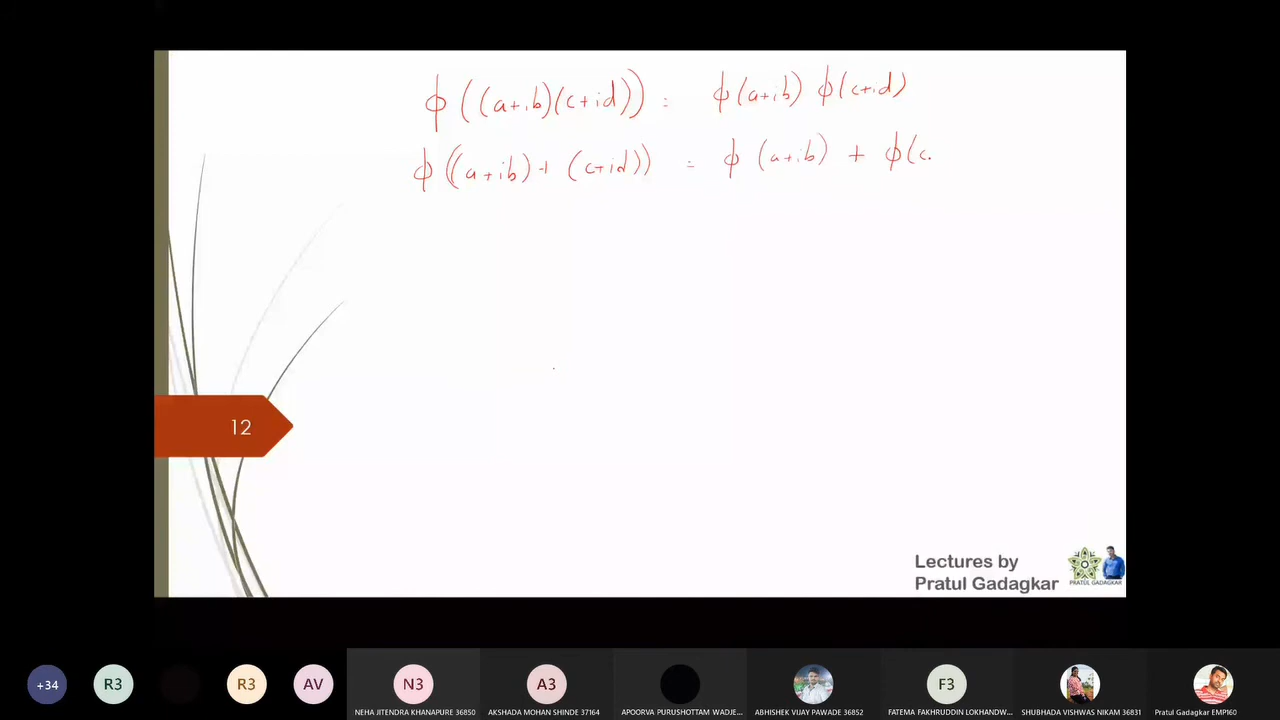 ϕ((a+ib)(c+id)) = ϕ(a+ib) ϕ(c+id)
ϕ((a+ib)+(c+id)) = ϕ(a+ib) + ϕ(c
12
Lectures by
Pratul Gadagkar
PRATUL GADAGKAR
+34
R3
R3
AV
N3
A3
F3
NEHA JITENDRA KHANAPURE 36850
AKSHADA MOHAN SHINDE 37164
APOORVA PURUSHOTTAM WADJE...
ABHISHEK VIJAY PAWADE 36852
FATEMA FAKHRUDDIN LOKHANDW...
SHUBHADA VISHWAS NIKAM 36831
Pratul Gadagkar EMP160